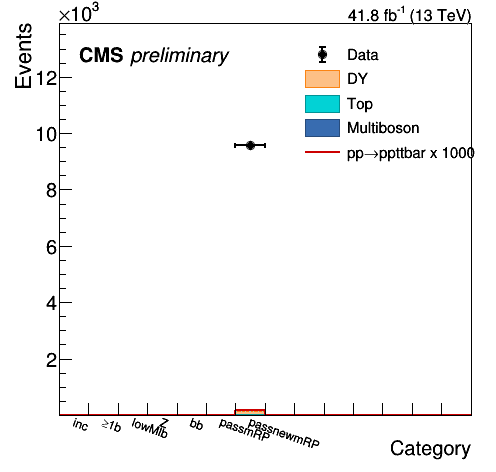 ×10³
41.8 fb⁻¹ (13 TeV)
Events
CMS preliminary
Data
DY
Top
Multiboson
pp→ppttbar x 1000
12
10
8
6
4
2
inc
≥1b
lowMlb
Z
bb
passmRP
passnewmRP
Category